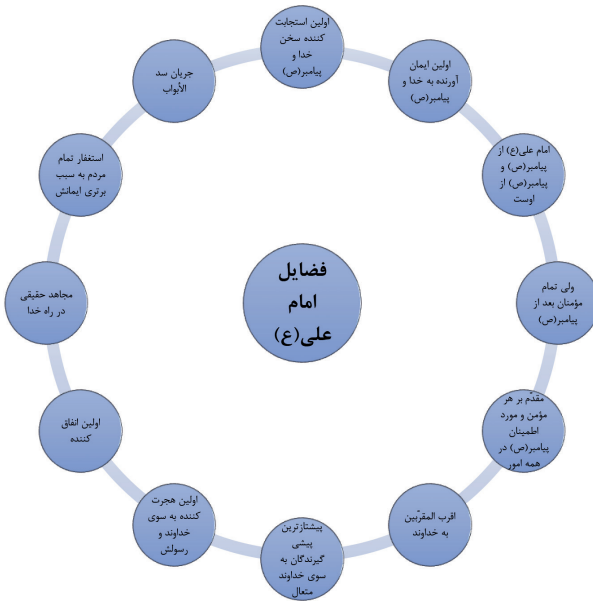 فضایل
امام
علی(ع)
اولین استجابت
کننده سخن
خدا و
پیامبر(ص)
اولین ایمان
آورنده به خدا و
پیامبر(ص)
امام علی(ع) از
پیامبر(ص) و
پیامبر(ص) از
اوست
ولی تمام
مؤمنان بعد از
پیامبر(ص)
مقدّم بر هر
مؤمن و مورد
اطمینان
پیامبر(ص) در
همه امور
اقرب المقرّبین
به خداوند
پیشتازترین
پیشی
گیرندگان به
سوی خداوند
متعال
اولین هجرت
کننده به سوی
خداوند و
رسولش
اولین انفاق
کننده
مجاهد حقیقی
در راه خدا
استغفار تمام
مردم به سبب
برتری ایمانش
جریان سد
الأبواب